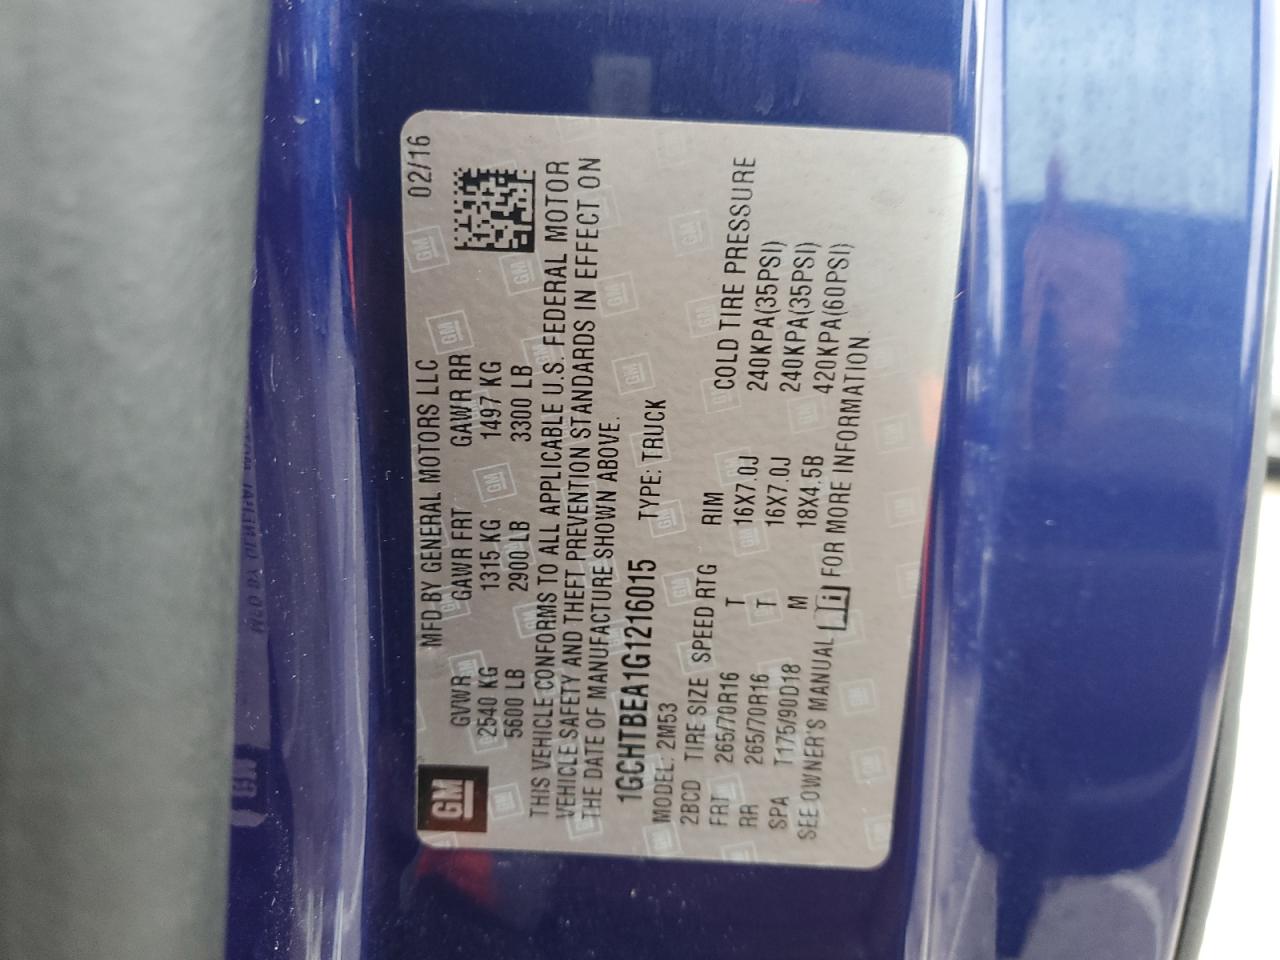 GM
MFD BY GENERAL MOTORS LLC 02/16
GVWR GAWR FRT GAWR RR
2540 KG 1315 KG 1497 KG
5600 LB 2900 LB 3300 LB
THIS VEHICLE CONFORMS TO ALL APPLICABLE U.S. FEDERAL MOTOR
VEHICLE SAFETY AND THEFT PREVENTION STANDARDS IN EFFECT ON
THE DATE OF MANUFACTURE SHOWN ABOVE.
1GCHTBEA1G1216015
MODEL: 2M53 TYPE: TRUCK
2BCD TIRE SIZE SPEED RTG RIM COLD TIRE PRESSURE
FRT 265/70R16 T 16X7.0J 240KPA(35PSI)
RR 265/70R16 T 16X7.0J 240KPA(35PSI)
SPA T175/90D18 M 18X4.5B 420KPA(60PSI)
SEE OWNER'S MANUAL i FOR MORE INFORMATION